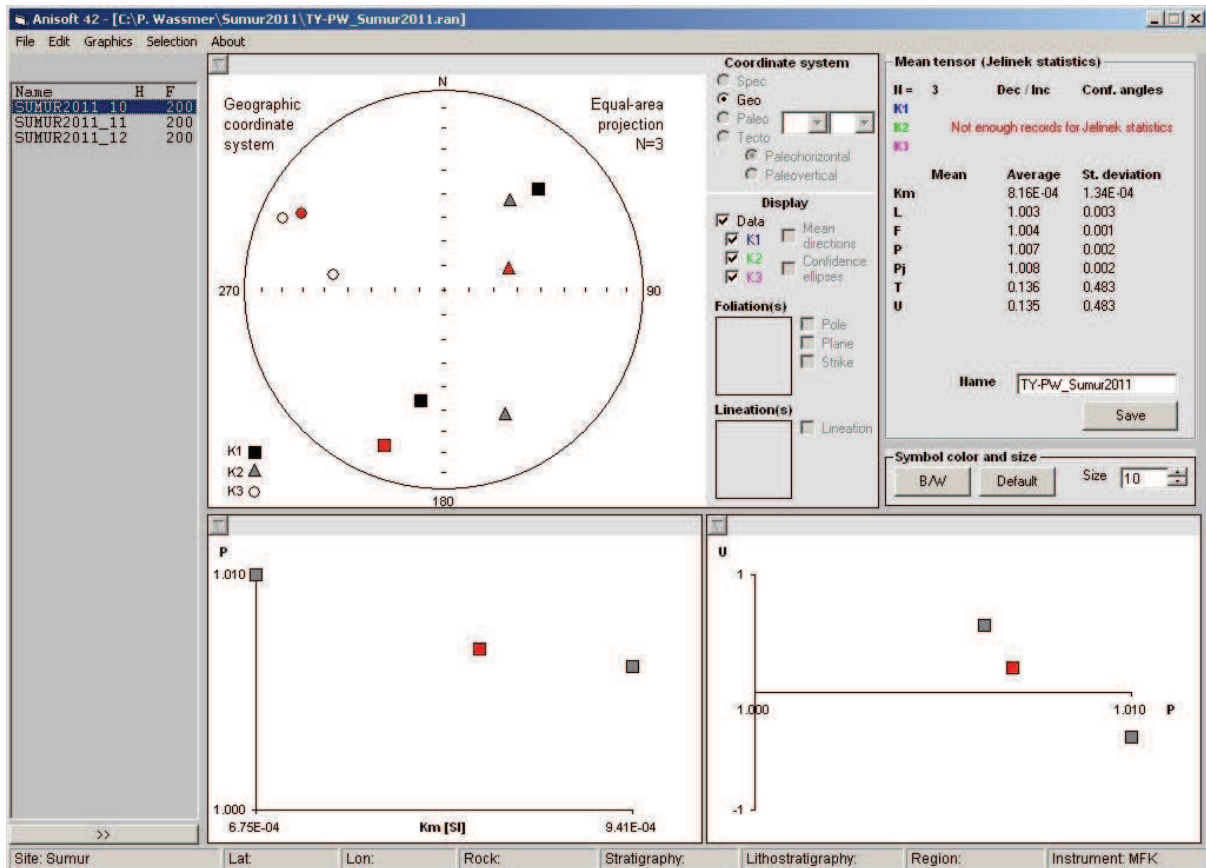 Anisoft 42 - [C:\P. Wassmer\Sumur2011\TY-PW_Sumur2011.ran]
File Edit Graphics Selection About
Name H F
SUMUR2011_10 200
SUMUR2011_11 200
SUMUR2011_12 200
>>
Geographic
coordinate
system
Equal-area
projection
N=3
N
90
180
270
K1
K2
K3
Coordinate system
Spec
Geo
Paleo
Tecto
Paleohorizontal
Paleovertical
Display
Data
K1
K2
K3
Mean
directions
Confidence
ellipses
Foliation(s)
Pole
Plane
Strike
Lineation(s)
Lineation
Mean tensor (Jelinek statistics)
N = 3 Dec / Inc Conf. angles
K1
K2
K3
Not enough records for Jelinek statistics
Mean Average St. deviation
Km 8.16E-04 1.34E-04
L 1.003 0.003
F 1.004 0.001
P 1.007 0.002
Pj 1.008 0.002
T 0.136 0.483
U 0.135 0.483
Name TY-PW_Sumur2011
Save
Symbol color and size
B/W Default Size 10
P
1.010
1.000
6.75E-04 Km [SI] 9.41E-04
U
1
1.000 1.010 P
-1
Site: Sumur Lat: Lon: Rock: Stratigraphy: Lithostratigraphy: Region: Instrument: MFK